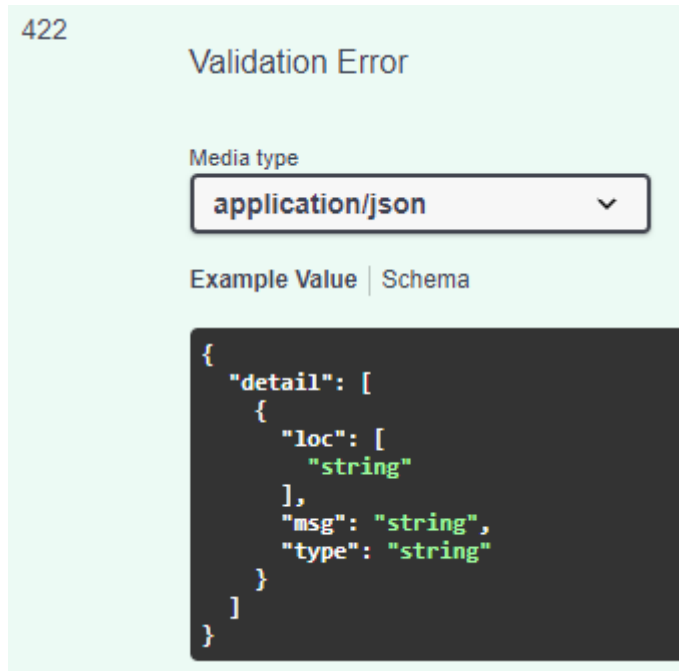 422
Validation Error
Media type
application/json
Example Value | Schema
{
  "detail": [
    {
      "loc": [
        "string"
      ],
      "msg": "string",
      "type": "string"
    }
  ]
}